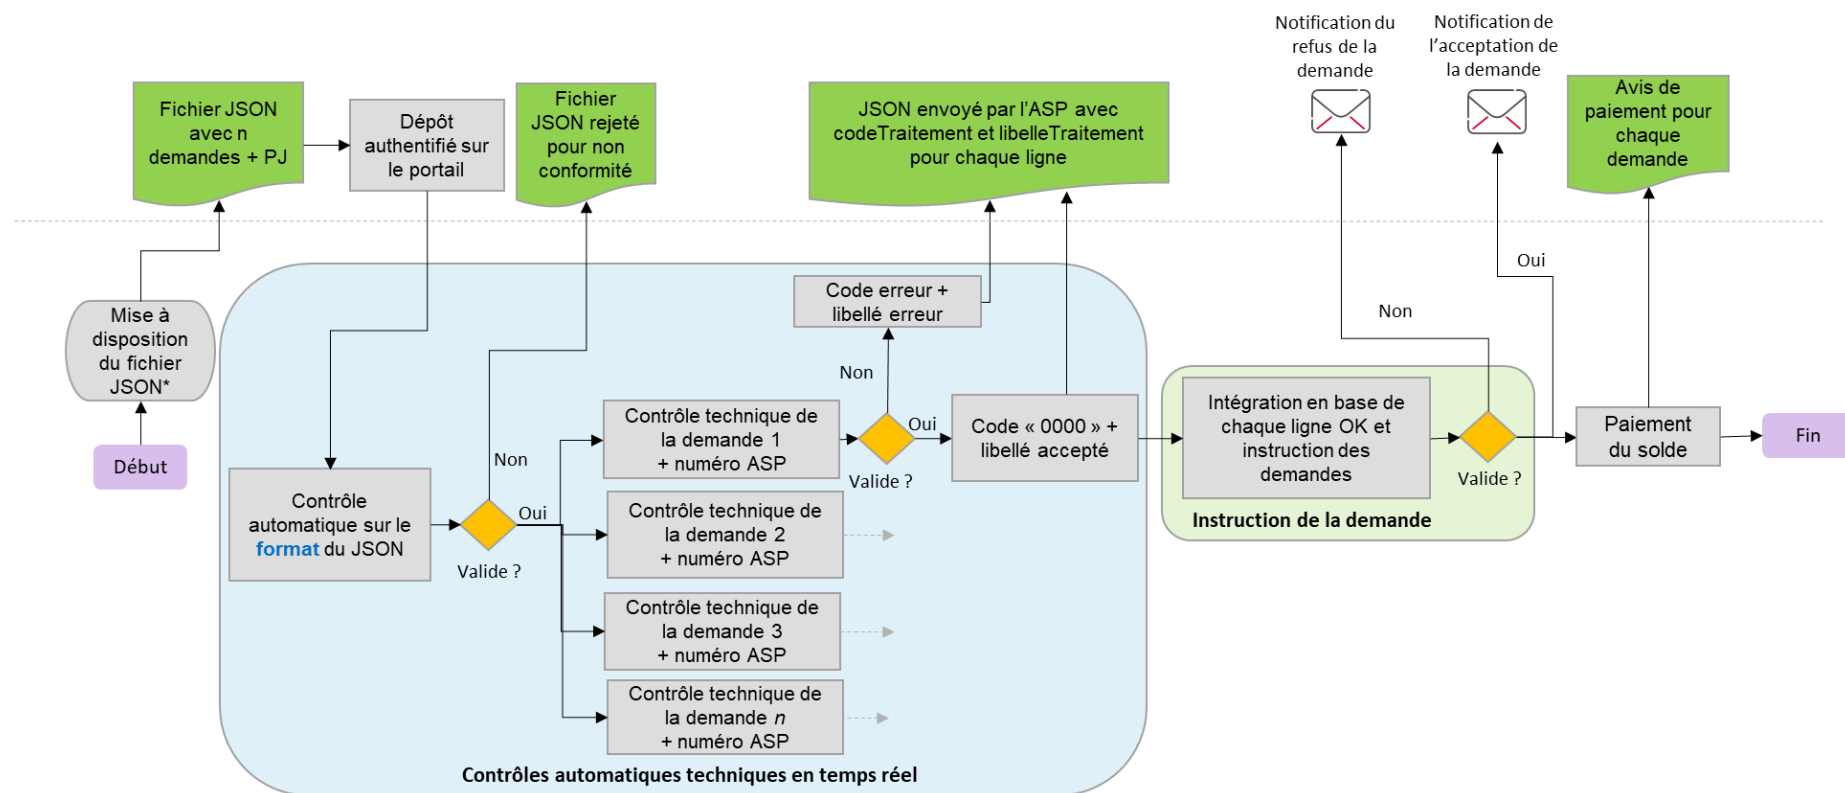 Notification du
refus de la
demande
Notification de
l’acceptation de
la demande
Fichier JSON
avec n
demandes + PJ
Dépôt
authentifié sur
le portail
Fichier
JSON rejeté
pour non
conformité
JSON envoyé par l’ASP avec
codeTraitement et libelleTraitement
pour chaque ligne
Avis de
paiement pour
chaque
demande
Mise à
disposition
du fichier
JSON*
Début
Contrôle
automatique sur le
format du JSON
Valide ?
Non
Oui
Contrôle technique de
la demande 1
+ numéro ASP
Contrôle technique de
la demande 2
+ numéro ASP
Contrôle technique de
la demande 3
+ numéro ASP
Contrôle technique de
la demande n
+ numéro ASP
Code erreur +
libellé erreur
Non
Oui
Valide ?
Code « 0000 » +
libellé accepté
Contrôles automatiques techniques en temps réel
Intégration en base de
chaque ligne OK et
instruction des
demandes
Instruction de la demande
Non
Oui
Valide ?
Paiement
du solde
Fin